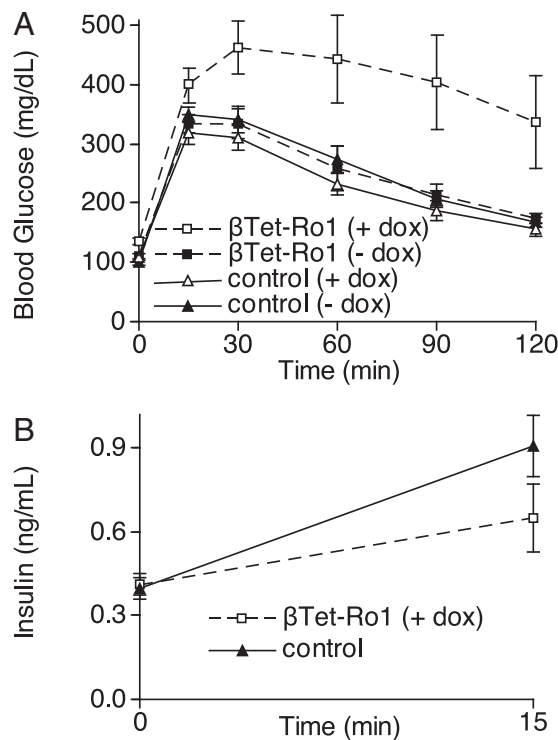 A
500
400
300
200
100
0
Blood Glucose (mg/dL)
βTet-Ro1 (+ dox)
βTet-Ro1 (- dox)
control (+ dox)
control (- dox)
0 30 60 90 120
Time (min)
B
0.9
0.6
0.3
0.0
Insulin (ng/mL)
βTet-Ro1 (+ dox)
control
0 15
Time (min)